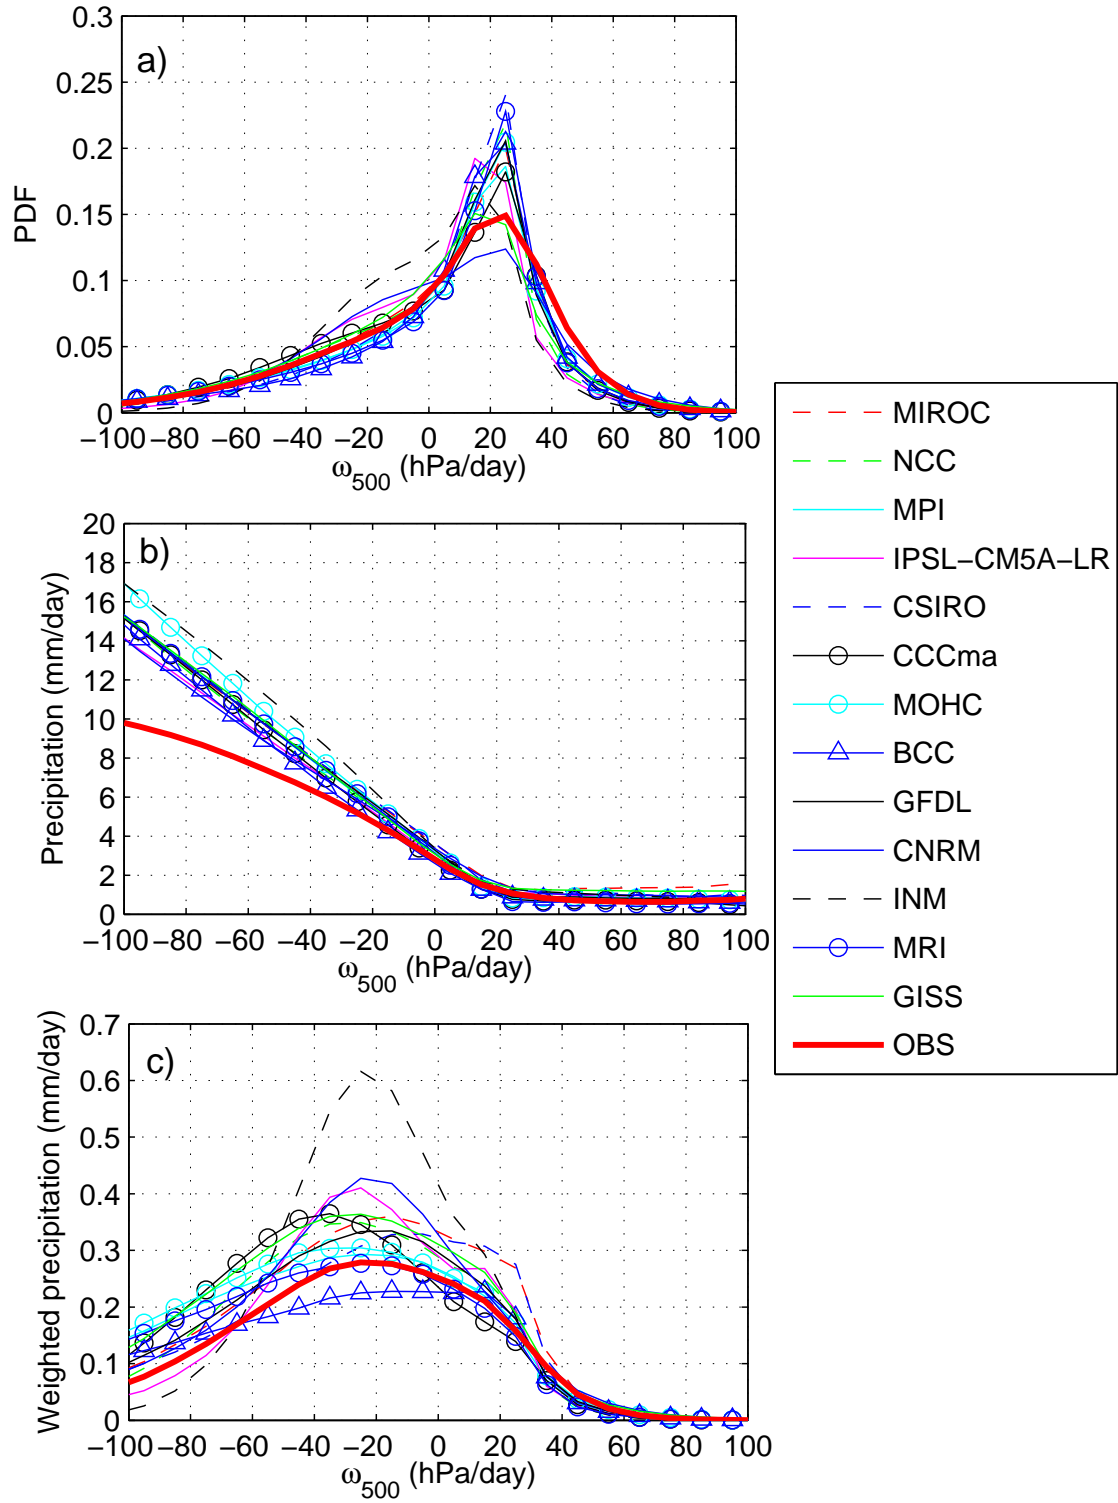 0.3
0.25
0.2
0.15
0.1
0.05
0
PDF
a)
−100 −80 −60 −40 −20 0 20 40 60 80 100
ω500 (hPa/day)
20
18
16
14
12
10
8
6
4
2
0
Precipitation (mm/day)
b)
−100 −80 −60 −40 −20 0 20 40 60 80 100
ω500 (hPa/day)
0.7
0.6
0.5
0.4
0.3
0.2
0.1
0
Weighted precipitation (mm/day)
c)
−100 −80 −60 −40 −20 0 20 40 60 80 100
ω500 (hPa/day)
MIROC
NCC
MPI
IPSL−CM5A−LR
CSIRO
CCCma
MOHC
BCC
GFDL
CNRM
INM
MRI
GISS
OBS